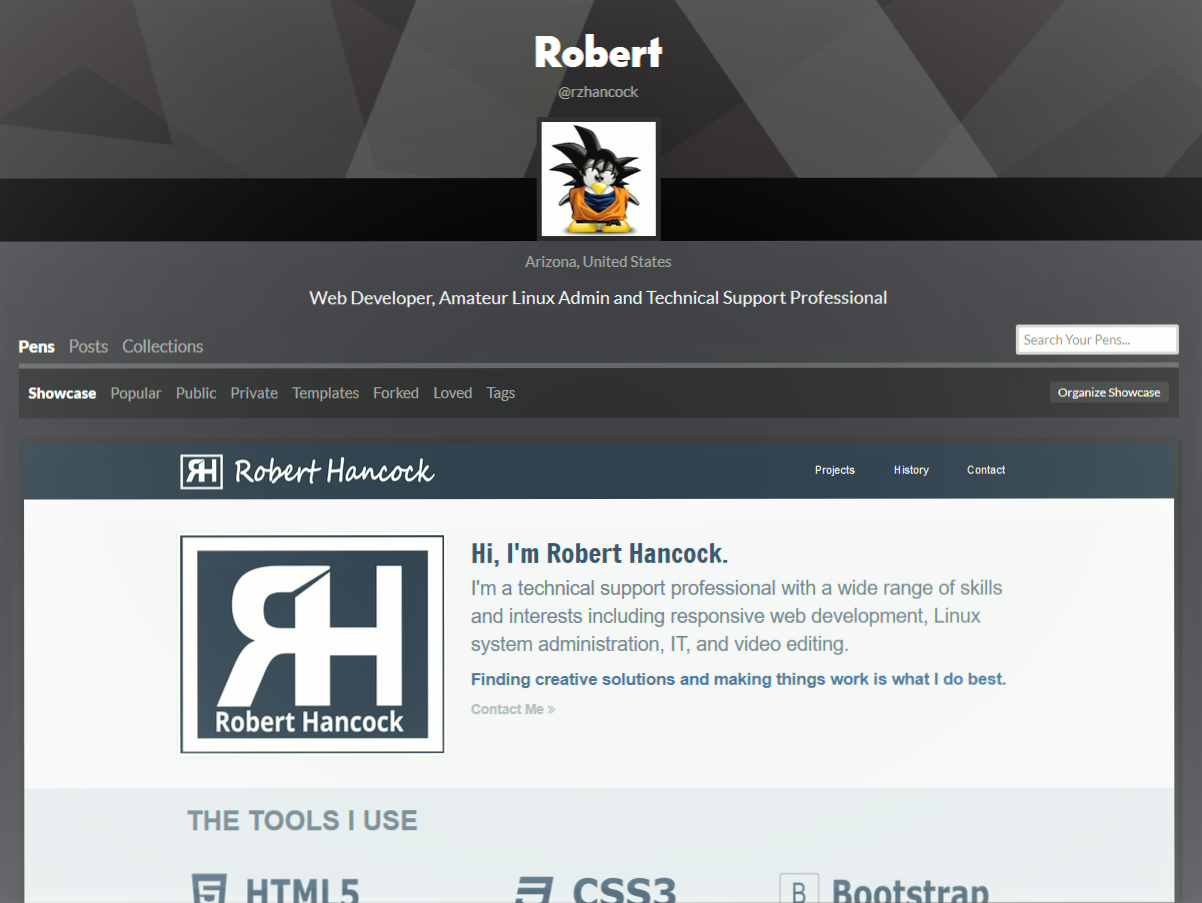 Robert
@rzhancock
Arizona, United States
Web Developer, Amateur Linux Admin and Technical Support Professional
Pens Posts Collections
Search Your Pens...
Showcase Popular Public Private Templates Forked Loved Tags
Organize Showcase
RH Robert Hancock
Projects History Contact
RH
Robert Hancock
Hi, I'm Robert Hancock.
I'm a technical support professional with a wide range of skills
and interests including responsive web development, Linux
system administration, IT, and video editing.
Finding creative solutions and making things work is what I do best.
Contact Me »
THE TOOLS I USE
5 HTML5 3 CSS3 B Bootstrap